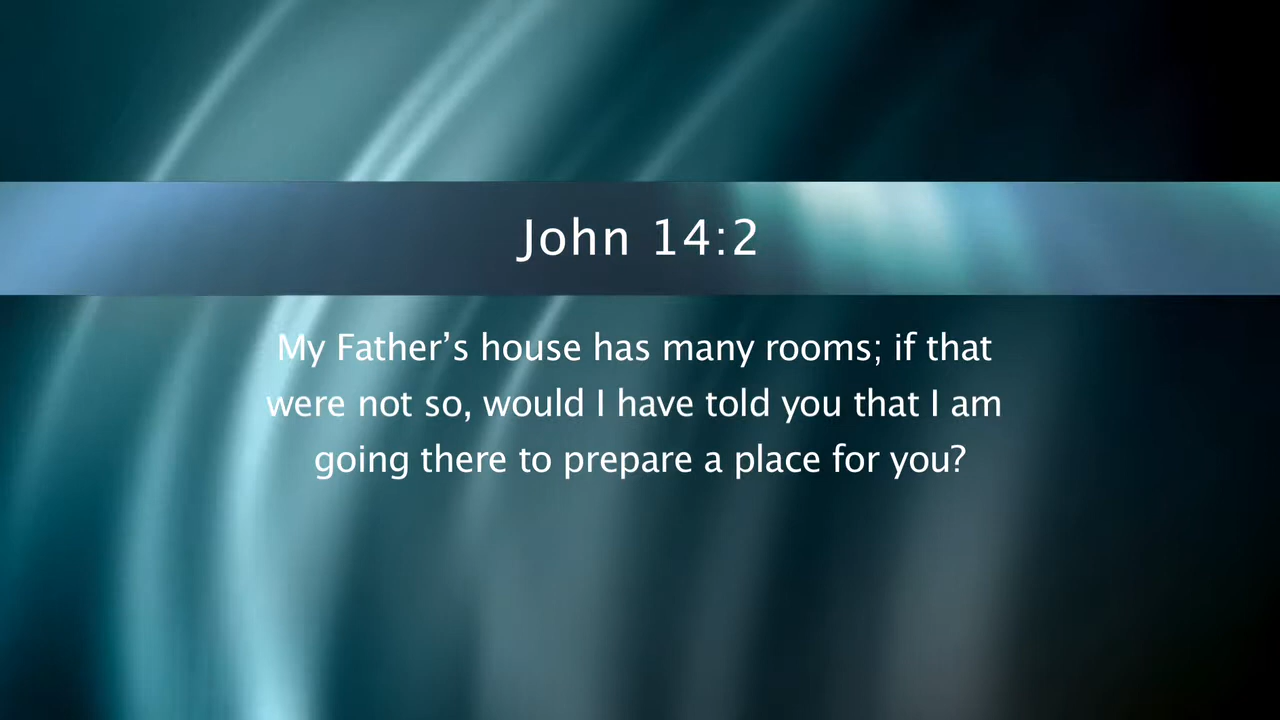 John 14:2
My Father’s house has many rooms; if that
were not so, would I have told you that I am
going there to prepare a place for you?